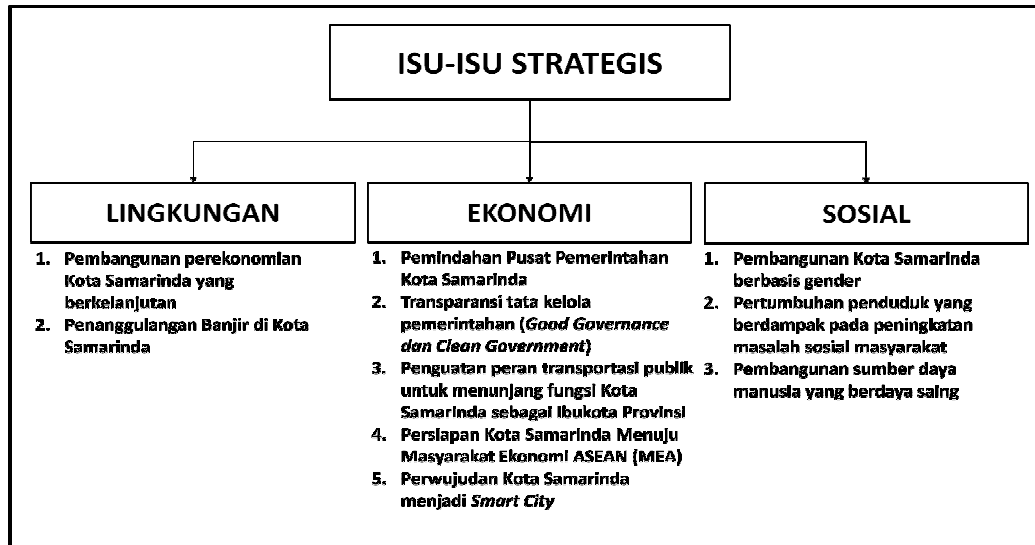 ISU-ISU STRATEGIS
LINGKUNGAN
1. Pembangunan perekonomian
Kota Samarinda yang
berkelanjutan
2. Penanggulangan Banjir di Kota
Samarinda
EKONOMI
1. Pemindahan Pusat Pemerintahan
Kota Samarinda
2. Transparansi tata kelola
pemerintahan (Good Governance
dan Clean Government)
3. Penguatan peran transportasi publik
untuk menunjang fungsi Kota
Samarinda sebagai Ibukota Provinsi
4. Persiapan Kota Samarinda Menuju
Masyarakat Ekonomi ASEAN (MEA)
5. Perwujudan Kota Samarinda
menjadi Smart City
SOSIAL
1. Pembangunan Kota Samarinda
berbasis gender
2. Pertumbuhan penduduk yang
berdampak pada peningkatan
masalah sosial masyarakat
3. Pembangunan sumber daya
manusia yang berdaya saing